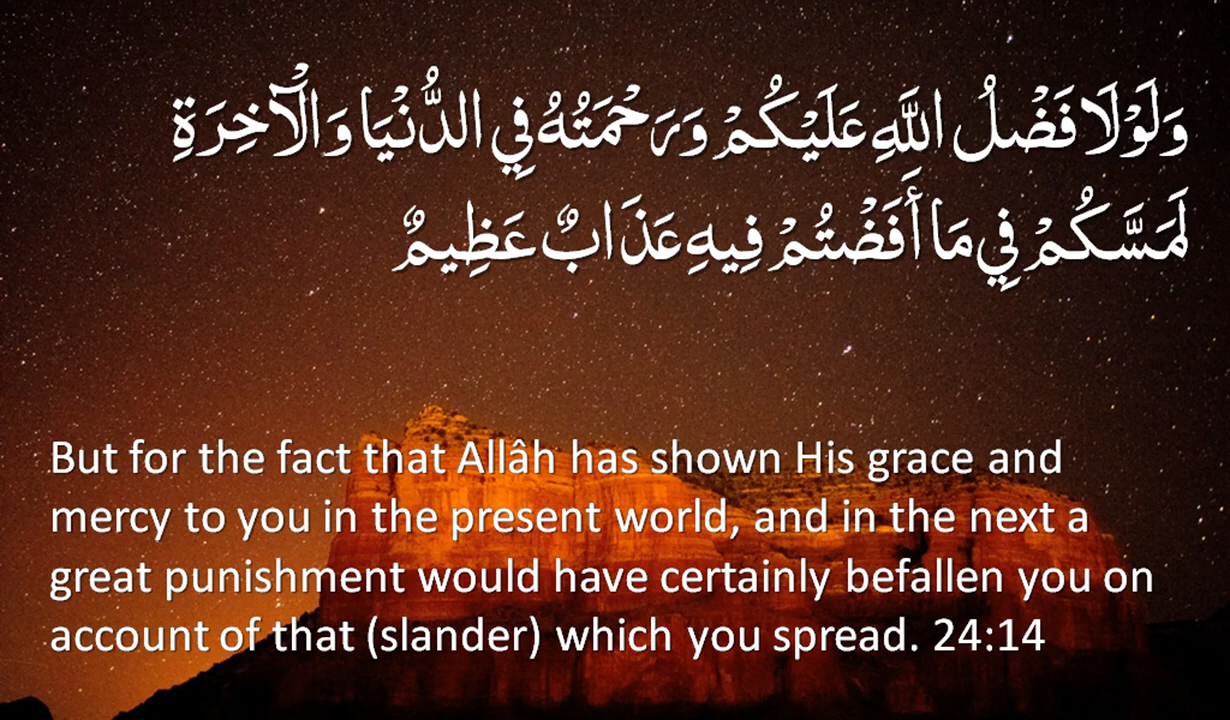 وَلَوْلَا فَضْلُ اللَّهِ عَلَيْكُمْ وَرَحْمَتُهُ فِي الدُّنْيَا وَالْآخِرَةِ
لَمَسَّكُمْ فِي مَا أَفَضْتُمْ فِيهِ عَذَابٌ عَظِيمٌ
But for the fact that Allâh has shown His grace and
mercy to you in the present world, and in the next a
great punishment would have certainly befallen you on
account of that (slander) which you spread. 24:14